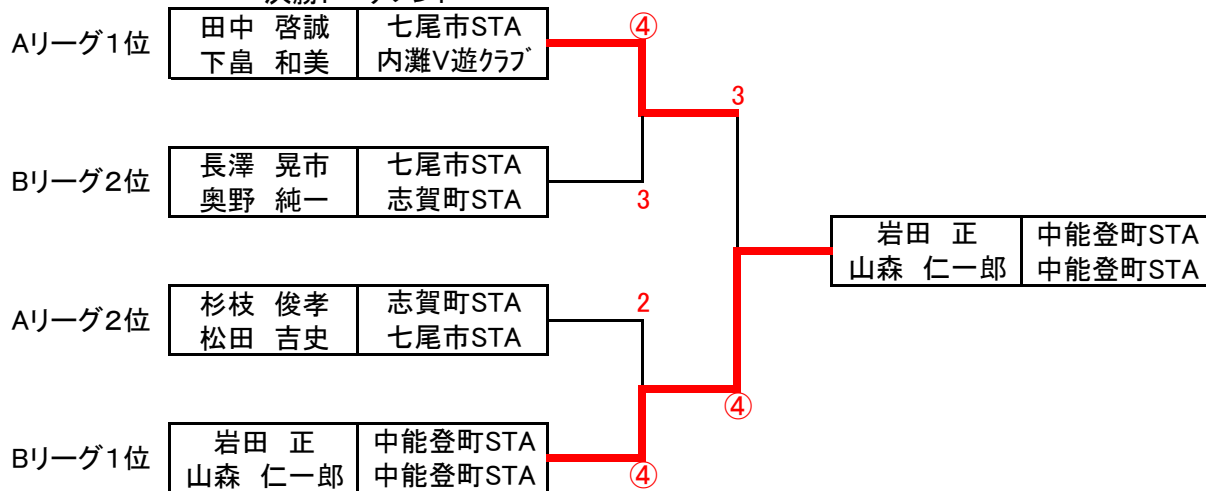 Aリーグ1位
田中 啓誠 七尾市STA
下畠 和美 内灘V遊クラブ
④
3
Bリーグ2位
長澤 晃市 七尾市STA
奥野 純一 志賀町STA
3
岩田 正 中能登町STA
山森 仁一郎 中能登町STA
Aリーグ2位
杉枝 俊孝 志賀町STA
松田 吉史 七尾市STA
2
④
Bリーグ1位
岩田 正 中能登町STA
山森 仁一郎 中能登町STA
④